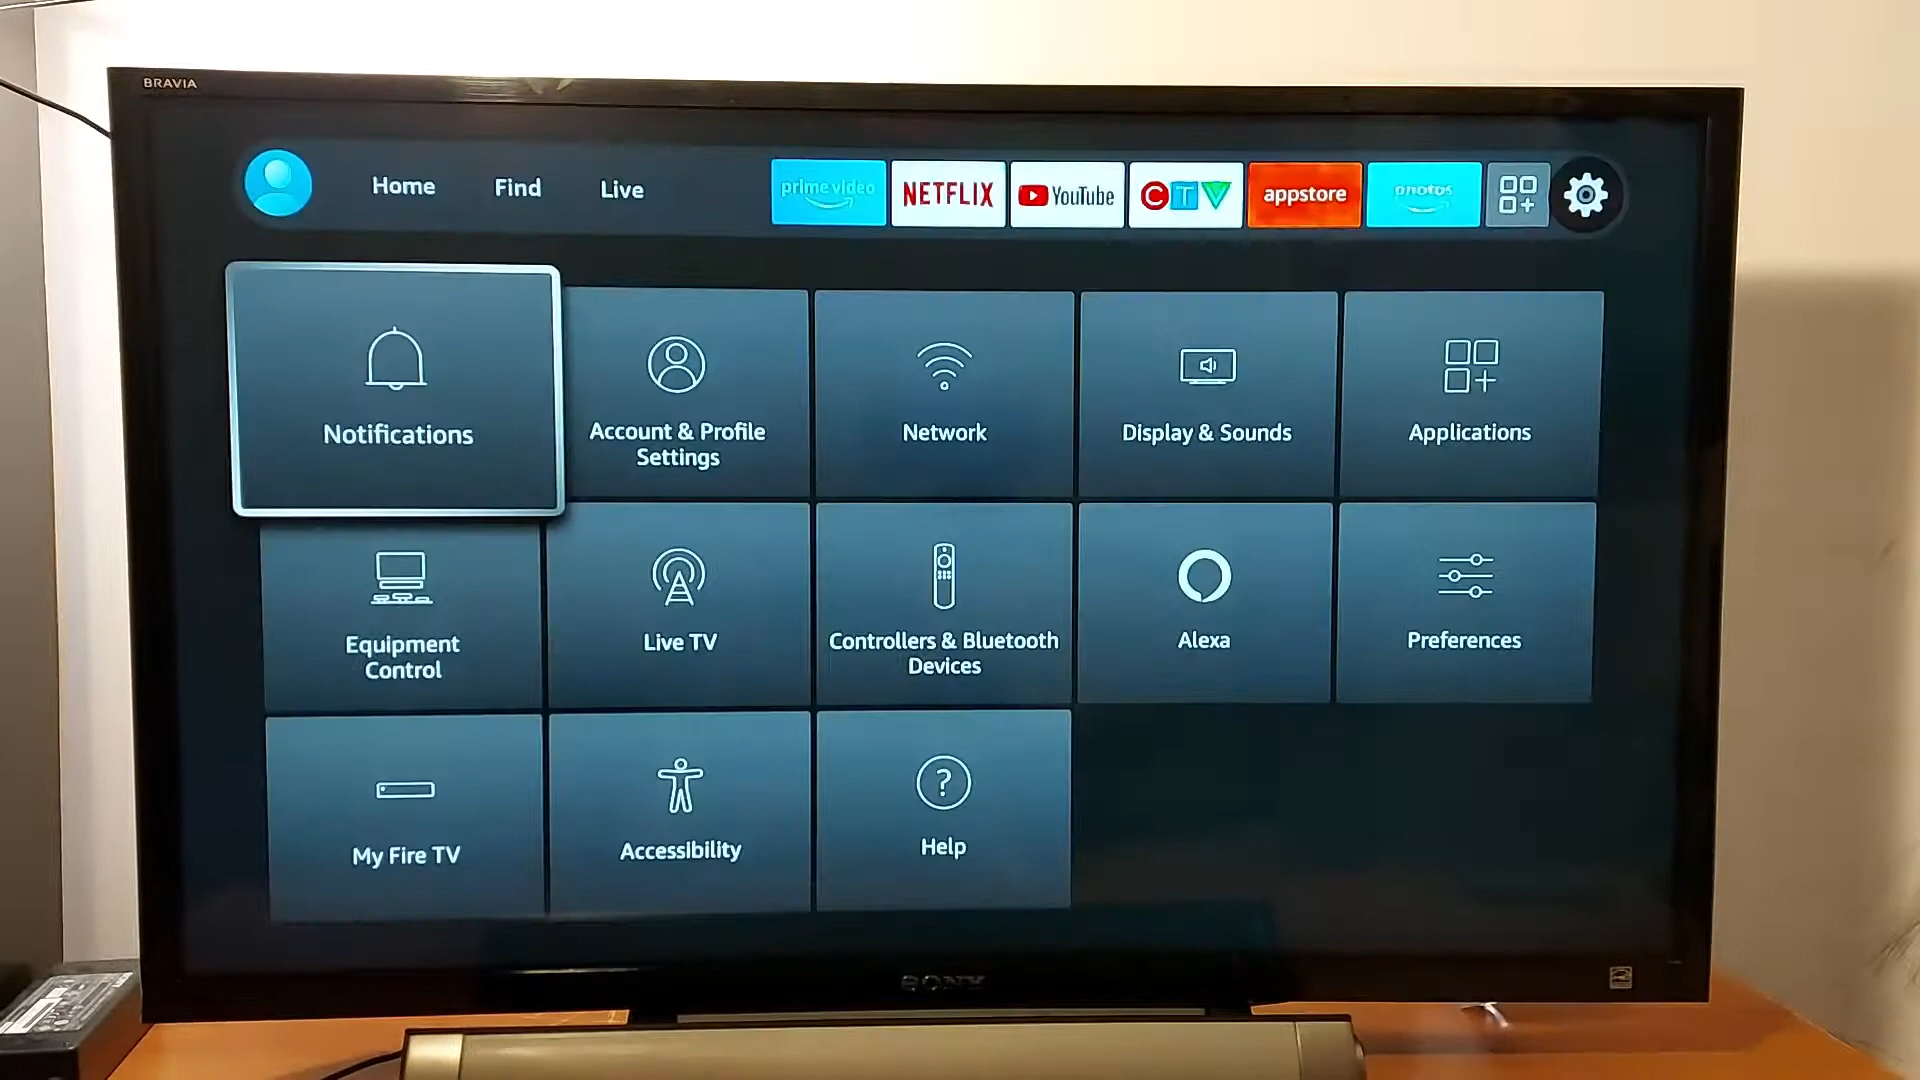 BRAVIA
Home
Find
Live
prime video
NETFLIX
YouTube
CTV
appstore
photos
Notifications
Account & Profile
Settings
Network
Display & Sounds
Applications
Equipment
Control
Live TV
Controllers & Bluetooth
Devices
Alexa
Preferences
My Fire TV
Accessibility
?
Help
SONY